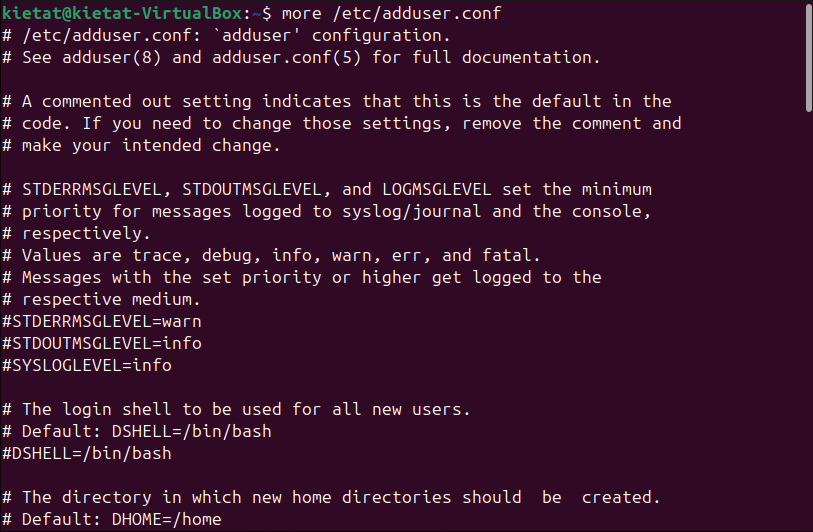 kietat@kietat-VirtualBox:~$ more /etc/adduser.conf
# /etc/adduser.conf: `adduser' configuration.
# See adduser(8) and adduser.conf(5) for full documentation.
# A commented out setting indicates that this is the default in the
# code. If you need to change those settings, remove the comment and
# make your intended change.
# STDERRMSGLEVEL, STDOUTMSGLEVEL, and LOGMSGLEVEL set the minimum
# priority for messages logged to syslog/journal and the console,
# respectively.
# Values are trace, debug, info, warn, err, and fatal.
# Messages with the set priority or higher get logged to the
# respective medium.
#STDERRMSGLEVEL=warn
#STDOUTMSGLEVEL=info
#SYSLOGLEVEL=info
# The login shell to be used for all new users.
# Default: DSHELL=/bin/bash
#DSHELL=/bin/bash
# The directory in which new home directories should  be  created.
# Default: DHOME=/home